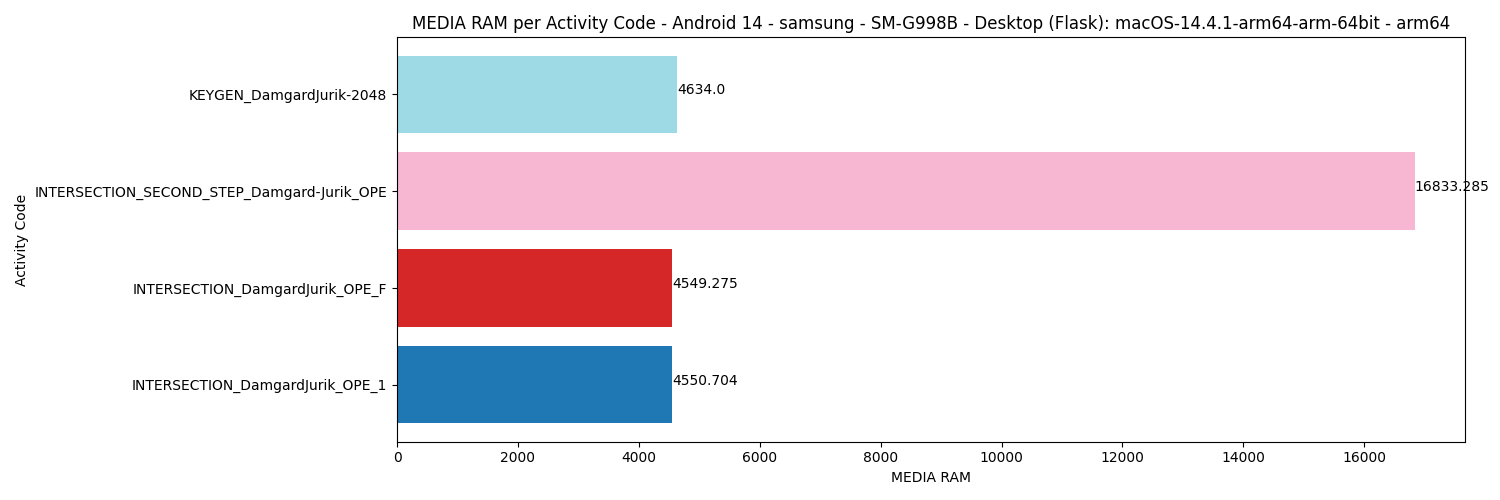 MEDIA RAM per Activity Code - Android 14 - samsung - SM-G998B - Desktop (Flask): macOS-14.4.1-arm64-arm-64bit - arm64
Activity Code
KEYGEN_DamgardJurik-2048
4634.0
INTERSECTION_SECOND_STEP_Damgard-Jurik_OPE
16833.285
INTERSECTION_DamgardJurik_OPE_F
4549.275
INTERSECTION_DamgardJurik_OPE_1
4550.704
0 2000 4000 6000 8000 10000 12000 14000 16000
MEDIA RAM